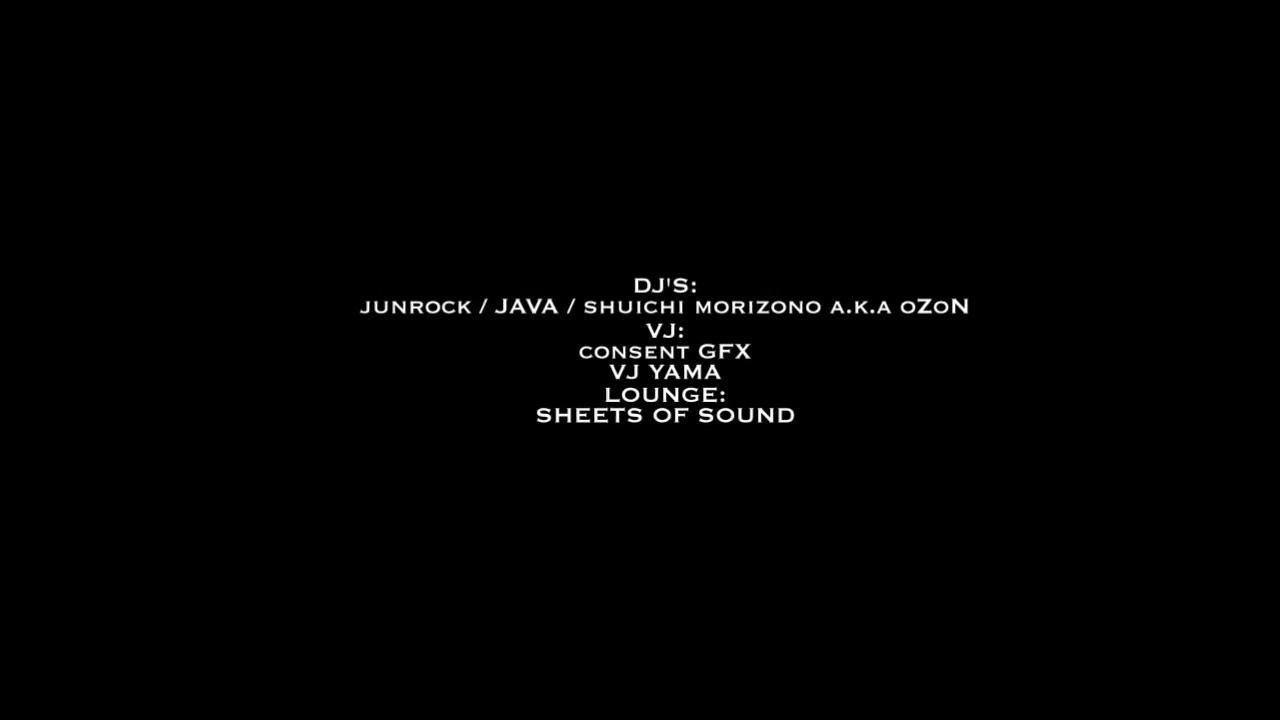 DJ'S:
JUNROCK / JAVA / SHUICHI MORIZONO A.K.A oZoN
VJ:
CONSENT GFX
VJ YAMA
LOUNGE:
SHEETS OF SOUND